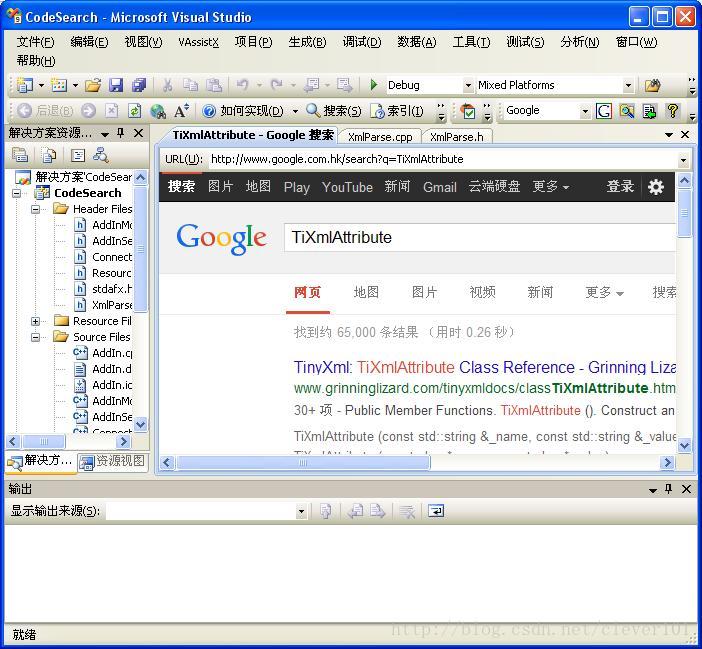 CodeSearch - Microsoft Visual Studio
文件(F) 编辑(E) 视图(V) VAssistX 项目(P) 生成(B) 调试(D) 数据(A) 工具(T) 测试(S) 分析(N) 窗口(W)
帮助(H)
Debug Mixed Platforms
后退(B) 如何实现(D) 搜索(S) 索引(I) Google
解决方案资源...
TiXmlAttribute - Google 搜索 XmlParse.cpp XmlParse.h
URL(U): http://www.google.com.hk/search?q=TiXmlAttribute
解决方案'CodeSear
CodeSearch
Header Files
AddInMo
AddInSe
Connect
Resourc
stdafx.h
XmlParse
Resource Fil
Source Files
AddIn.cp
AddIn.d
AddIn.id
AddInMo
AddInSe
Connect
解决方... 资源视图
搜索 图片 地图 Play YouTube 新闻 Gmail 云端硬盘 更多 登录
Google TiXmlAttribute
网页 地图 图片 视频 新闻 更多 搜索
找到约 65,000 条结果 （用时 0.26 秒）
TinyXml: TiXmlAttribute Class Reference - Grinning Liza
www.grinninglizard.com/tinyxmldocs/classTiXmlAttribute.htm
30+ 项 - Public Member Functions. TiXmlAttribute (). Construct an
TiXmlAttribute (const std::string &_name, const std::string &_value
输出
显示输出来源(S):
就绪
http://blog.csdn.net/clever101